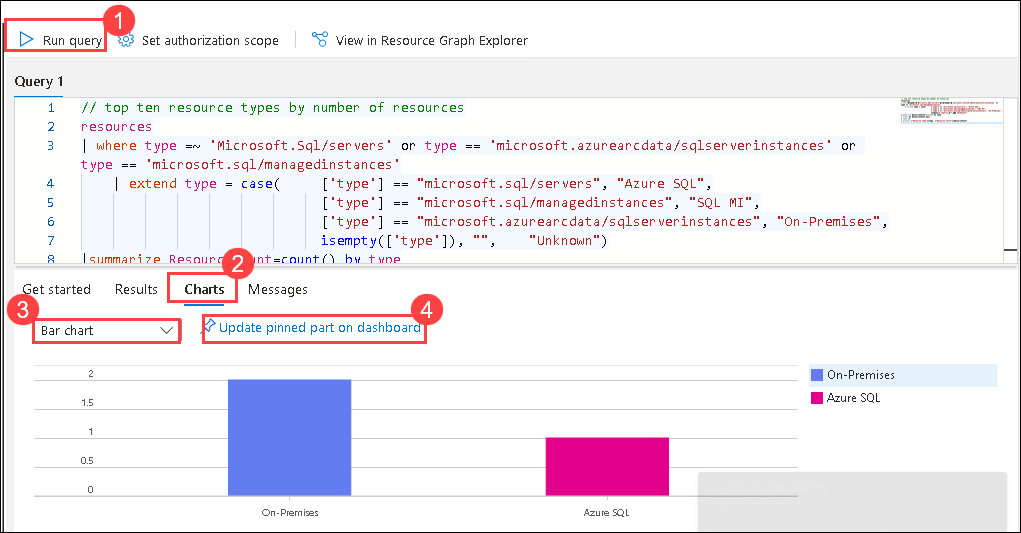 1
Run query Set authorization scope View in Resource Graph Explorer
Query 1
1 // top ten resource types by number of resources
2 resources
3 | where type =~ 'Microsoft.Sql/servers' or type == 'microsoft.azurearcdata/sqlserverinstances' or
type == 'microsoft.sql/managedinstances'
4 | extend type = case( ['type'] == "microsoft.sql/servers", "Azure SQL",
5 ['type'] == "microsoft.sql/managedinstances", "SQL MI",
6 ['type'] == "microsoft.azurearcdata/sqlserverinstances", "On-Premises",
7 isempty(['type']), "", "Unknown")
8 |summarize Resour unt=count() by type
2
Get started Results Charts Messages
3 4
Bar chart Update pinned part on dashboard
On-Premises
Azure SQL
2
1.5
1
0.5
0
On-Premises Azure SQL